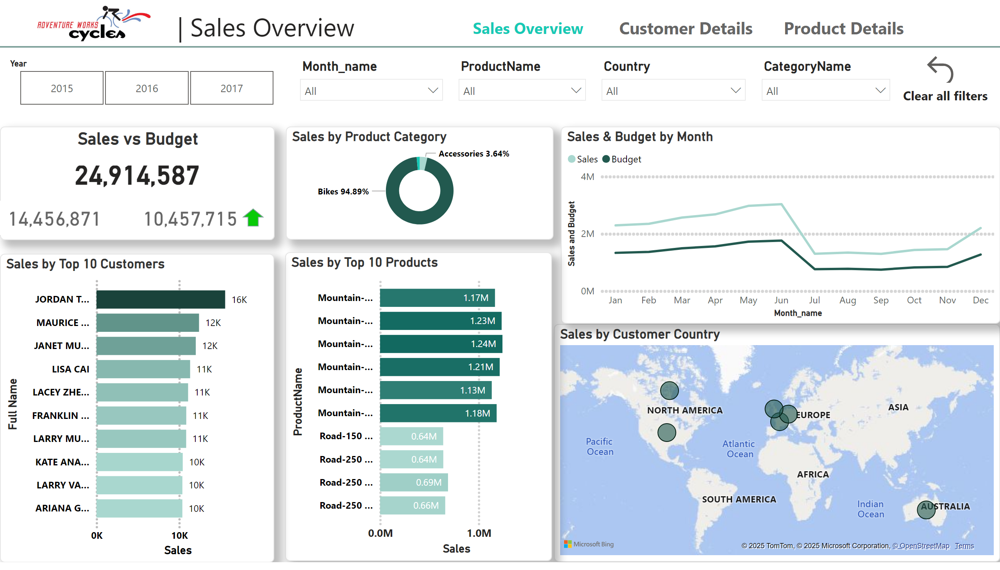 ADVENTURE WORKS
cycles
| Sales Overview
Sales Overview
Customer Details
Product Details
Year
2015
2016
2017
Month_name
All
ProductName
All
Country
All
CategoryName
All
Clear all filters
Sales vs Budget
24,914,587
14,456,871
10,457,715
Sales by Product Category
Accessories 3.64%
Bikes 94.89%
Sales & Budget by Month
Sales
Budget
Sales and Budget
4M
2M
0M
Jan Feb Mar Apr May Jun Jul Aug Sep Oct Nov Dec
Month_name
Sales by Top 10 Customers
Full Name
JORDAN T... 16K
MAURICE ... 12K
JANET MU... 12K
LISA CAI 11K
LACEY ZHE... 11K
FRANKLIN ... 11K
LARRY MU... 11K
KATE ANA... 10K
LARRY VA... 10K
ARIANA G... 10K
0K 10K
Sales
Sales by Top 10 Products
ProductName
Mountain-... 1.17M
Mountain-... 1.23M
Mountain-... 1.24M
Mountain-... 1.21M
Mountain-... 1.13M
Mountain-... 1.18M
Road-150 ... 0.64M
Road-250 ... 0.64M
Road-250 ... 0.69M
Road-250 ... 0.66M
0.0M 1.0M
Sales
Sales by Customer Country
NORTH AMERICA
EUROPE
ASIA
Pacific
Ocean
Atlantic
Ocean
AFRICA
SOUTH AMERICA
Indian
Ocean
AUSTRALIA
Microsoft Bing
© 2025 TomTom, © 2025 Microsoft Corporation, © OpenStreetMap Terms